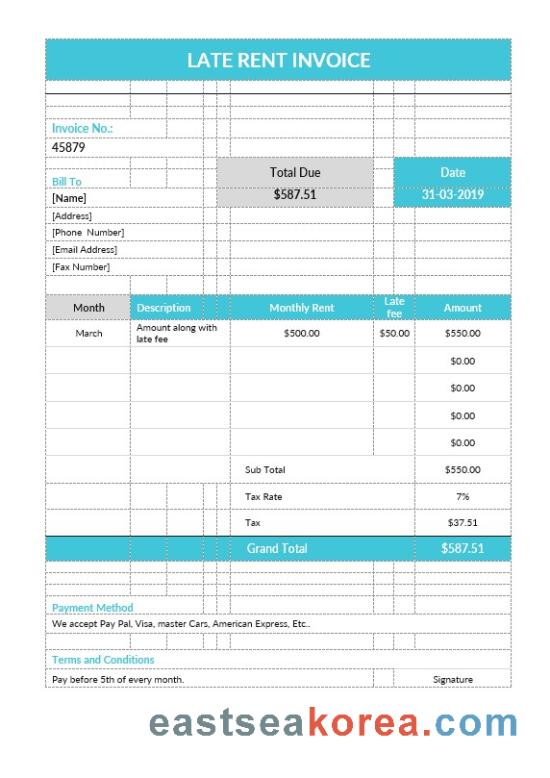 LATE RENT INVOICE
Invoice No.:
45879
Total Due
Date
Bill To
$587.51
31-03-2019
[Name]
[Address]
[Phone Number]
[Email Address]
[Fax Number]
Month Description Monthly Rent Late fee Amount
March Amount along with late fee $500.00 $50.00 $550.00
$0.00
$0.00
$0.00
$0.00
Sub Total $550.00
Tax Rate 7%
Tax $37.51
Grand Total $587.51
Payment Method
We accept Pay Pal, Visa, master Cars, American Express, Etc..
Terms and Conditions
Pay before 5th of every month. Signature
eastseakorea.com